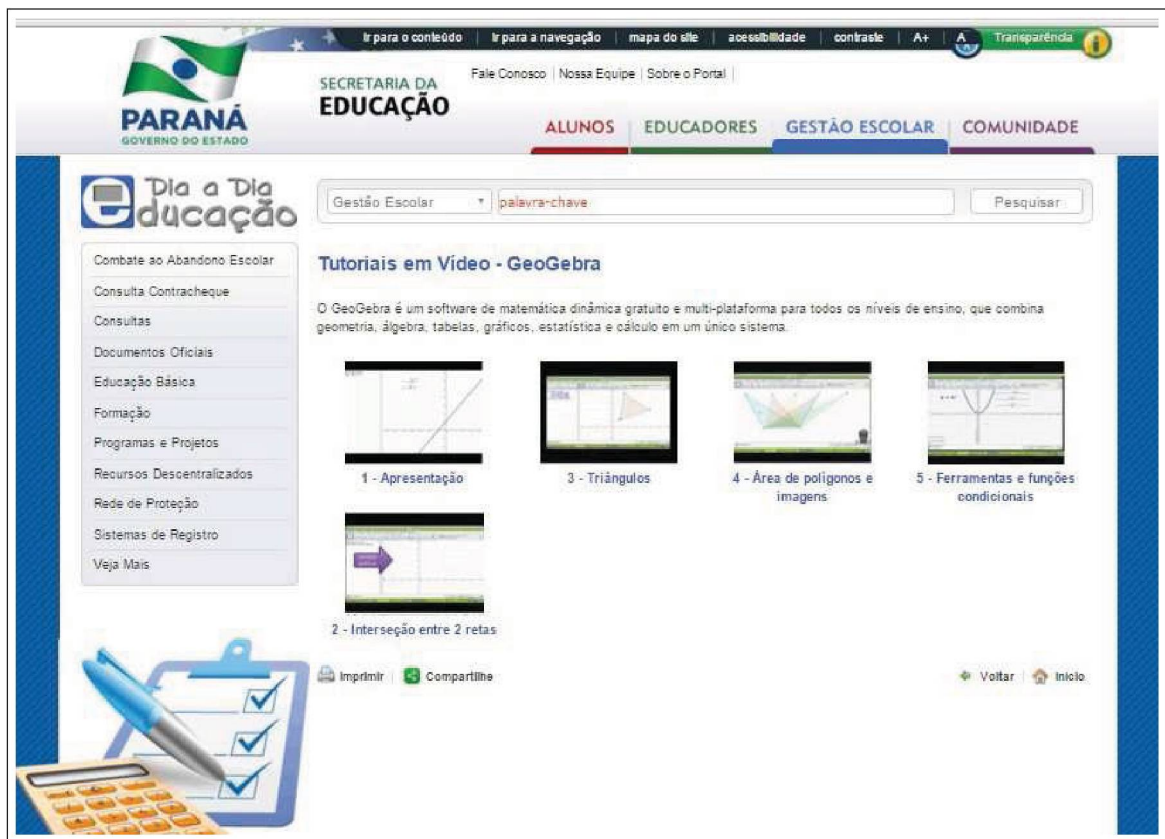 Ir para o conteúdo | Ir para a navegação | mapa do site | acessibilidade | contraste | A+ | A | Transparência
PARANÁ
GOVERNO DO ESTADO
SECRETARIA DA
EDUCAÇÃO
Fale Conosco | Nossa Equipe | Sobre o Portal |
ALUNOS | EDUCADORES | GESTÃO ESCOLAR | COMUNIDADE
Dia a Dia
educação
Gestão Escolar palavra-chave Pesquisar
Combate ao Abandono Escolar
Consulta Contracheque
Consultas
Documentos Oficiais
Educação Básica
Formação
Programas e Projetos
Recursos Descentralizados
Rede de Proteção
Sistemas de Registro
Veja Mais
Tutoriais em Vídeo - GeoGebra
O GeoGebra é um software de matemática dinâmica gratuito e multi-plataforma para todos os níveis de ensino, que combina
geometria, álgebra, tabelas, gráficos, estatística e cálculo em um único sistema.
1 - Apresentação
3 - Triângulos
4 - Área de polígonos e
imagens
5 - Ferramentas e funções
condicionais
2 - Interseção entre 2 retas
Imprimir | Compartilhe
Voltar | Início